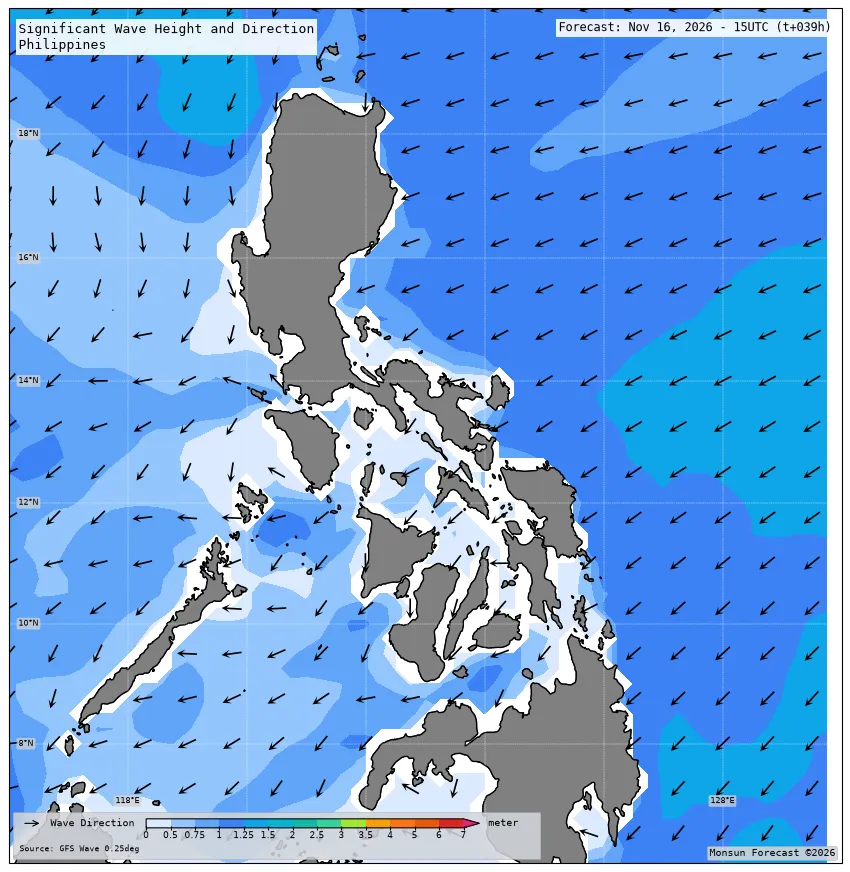 Significant Wave Height and Direction
Philippines
Forecast: Nov 16, 2026 - 15UTC (t+039h)
18°N
16°N
14°N
12°N
10°N
8°N
118°E
128°E
Wave Direction
0 0.5 0.75 1 1.25 1.5 2 2.5 3 3.5 4 5 6 7 meter
Source: GFS Wave 0.25deg
Monsun Forecast ©2026